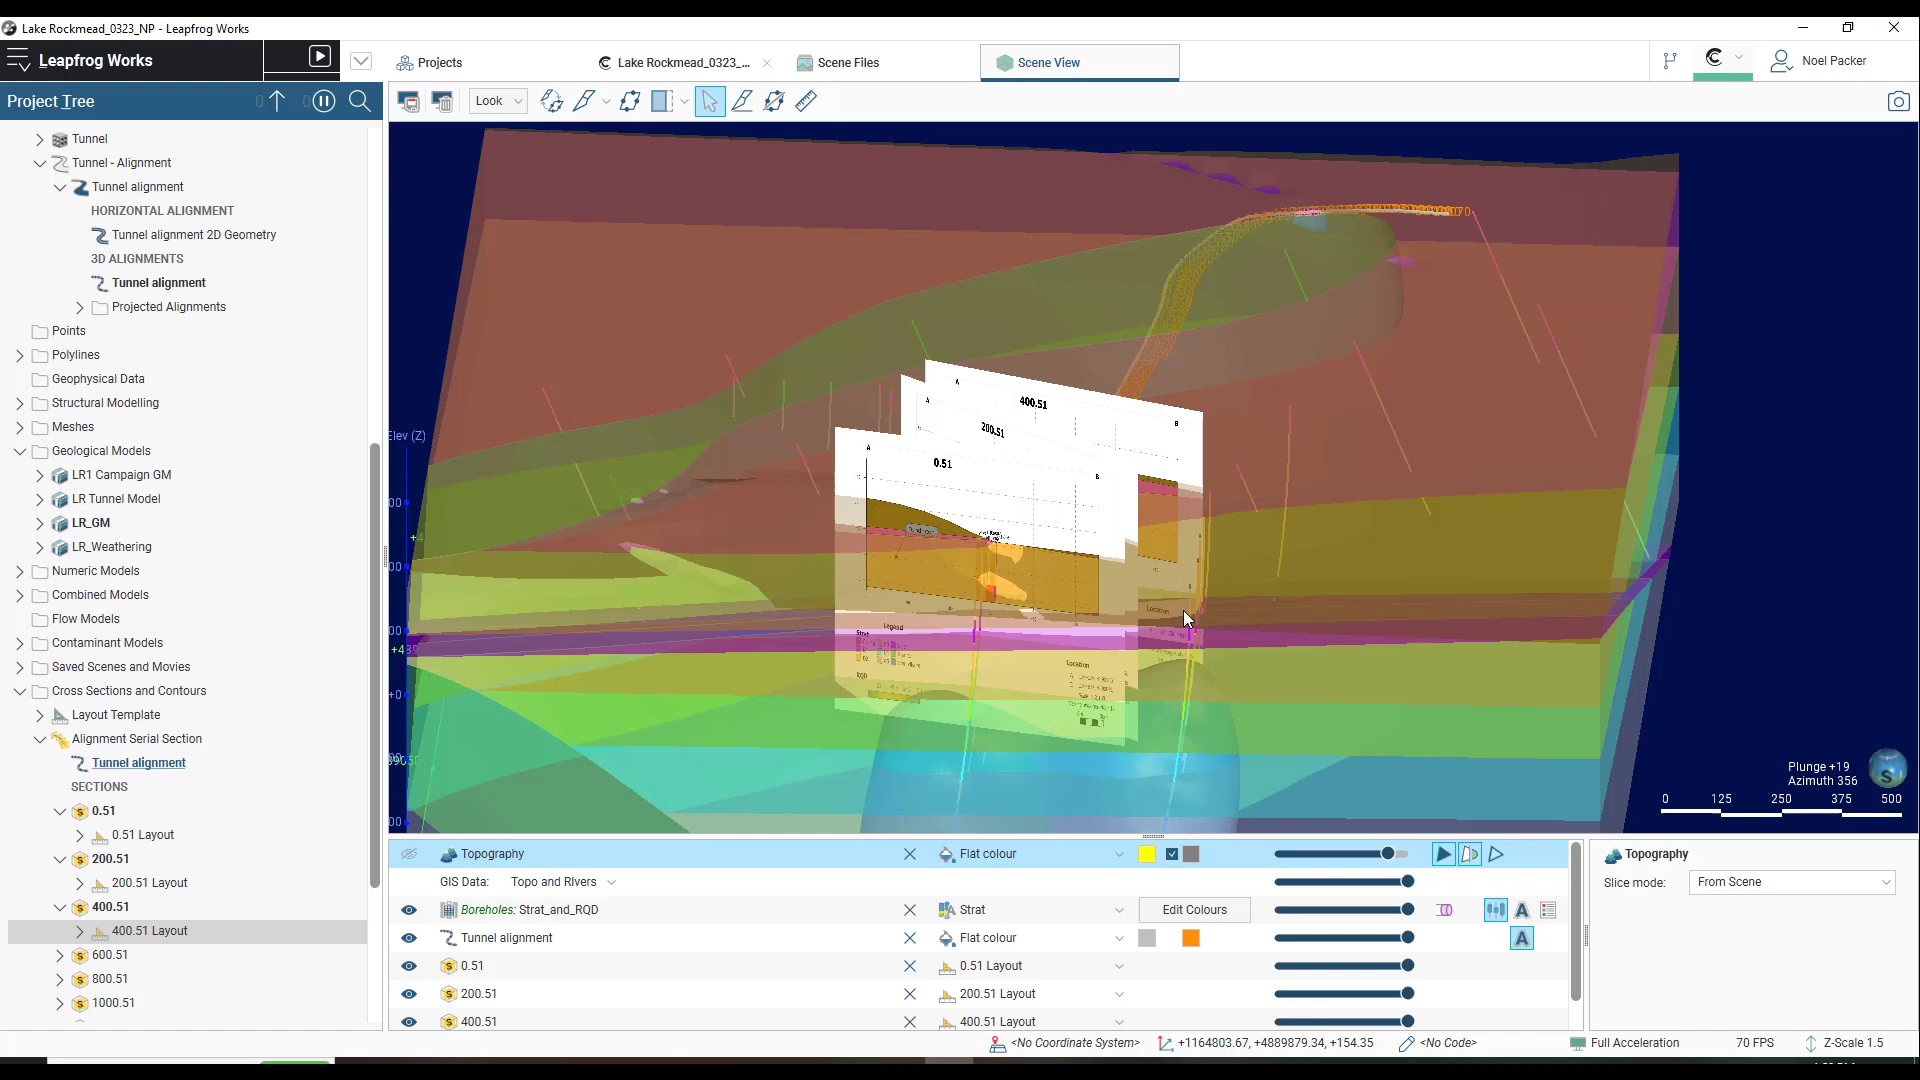 Lake Rockmead_0323_NP - Leapfrog Works
Leapfrog Works
Projects
Lake Rockmead_0323_...
Scene Files
Scene View
Noel Packer
Project Tree
Look
Tunnel
Tunnel - Alignment
Tunnel alignment
HORIZONTAL ALIGNMENT
Tunnel alignment 2D Geometry
3D ALIGNMENTS
Tunnel alignment
Projected Alignments
Points
Polylines
Geophysical Data
Structural Modelling
Meshes
Geological Models
LR1 Campaign GM
LR Tunnel Model
LR_GM
LR_Weathering
Numeric Models
Combined Models
Flow Models
Contaminant Models
Saved Scenes and Movies
Cross Sections and Contours
Layout Template
Alignment Serial Section
Tunnel alignment
SECTIONS
0.51
0.51 Layout
200.51
200.51 Layout
400.51
400.51 Layout
600.51
800.51
1000.51
Elev (Z)
A
400.51
B
A
200.51
A
0.51
B
Legend
Strat
RQD
Location
Location
+0
Plunge +19
Azimuth 356
0 125 250 375 500
Topography
Flat colour
GIS Data: Topo and RIvers
Boreholes: Strat_and_RQD
Strat
Edit Colours
Tunnel alignment
Flat colour
0.51
0.51 Layout
200.51
200.51 Layout
400.51
400.51 Layout
Topography
Slice mode: From Scene
<No Coordinate System>
+1164803.67, +4889879.34, +154.35
<No Code>
Full Acceleration
70 FPS
Z-Scale 1.5